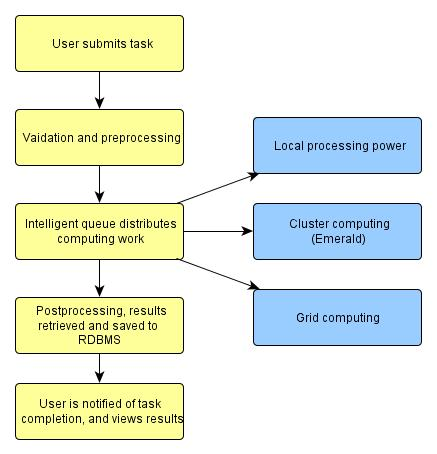 User submits task
Vaidation and preprocessing
Local processing power
Intelligent queue distributes
computing work
Cluster computing
(Emerald)
Grid computing
Postprocessing, results
retrieved and saved to
RDBMS
User is notified of task
completion, and views results